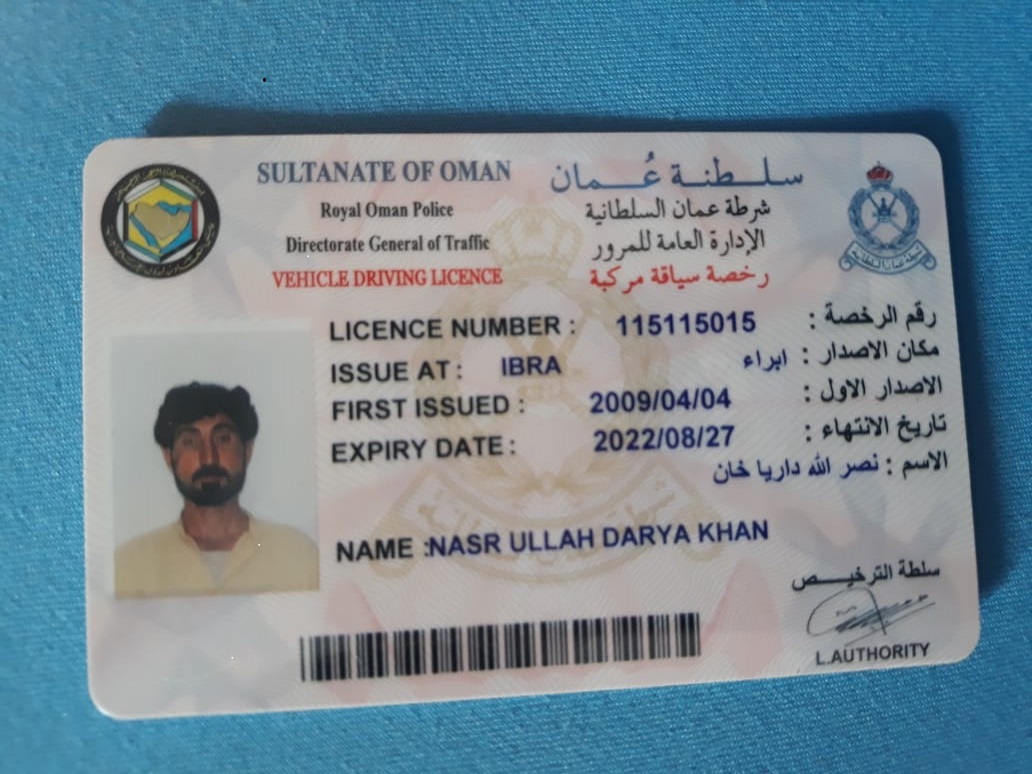 SULTANATE OF OMAN سلطنة عُمان
Royal Oman Police شرطة عمان السلطانية
Directorate General of Traffic الإدارة العامة للمرور
VEHICLE DRIVING LICENCE رخصة سياقة مركبة
LICENCE NUMBER : 115115015 رقم الرخصة :
ISSUE AT : IBRA مكان الاصدار : ابراء
FIRST ISSUED : 2009/04/04 الاصدار الاول :
EXPIRY DATE : 2022/08/27 تاريخ الانتهاء :
الاسم : نصر الله داريا خان
NAME :NASR ULLAH DARYA KHAN
سلطة الترخيص
L.AUTHORITY